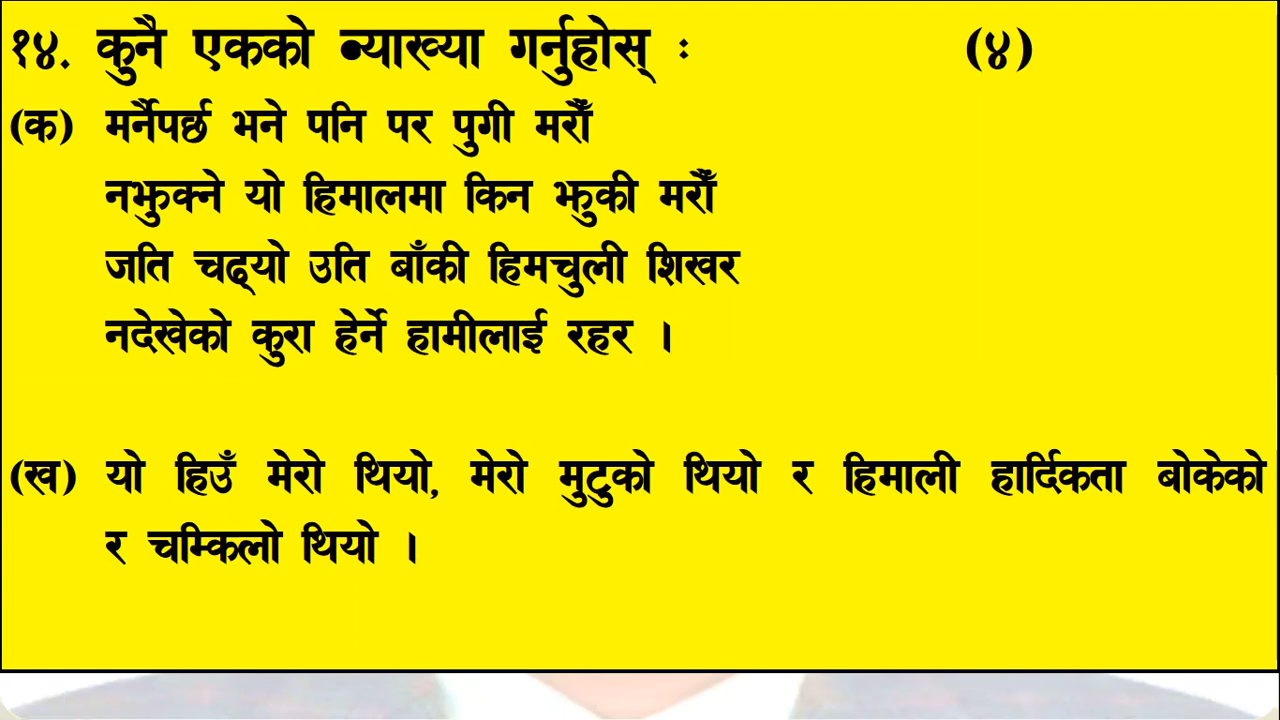 १४. कुनै एकको ब्याख्या गर्नुहोस् : (४)
(क) मर्नैपर्छ भने पनि पर पुगी मरौँ
नझुक्ने यो हिमालमा किन झुकी मरौँ
जति चढ्यो उति बाँकी हिमचुली शिखर
नदेखेको कुरा हेर्ने हामीलाई रहर ।
(ख) यो हिउँ मेरो थियो, मेरो मुटुको थियो र हिमाली हार्दिकता बोकेको
र चम्किलो थियो ।